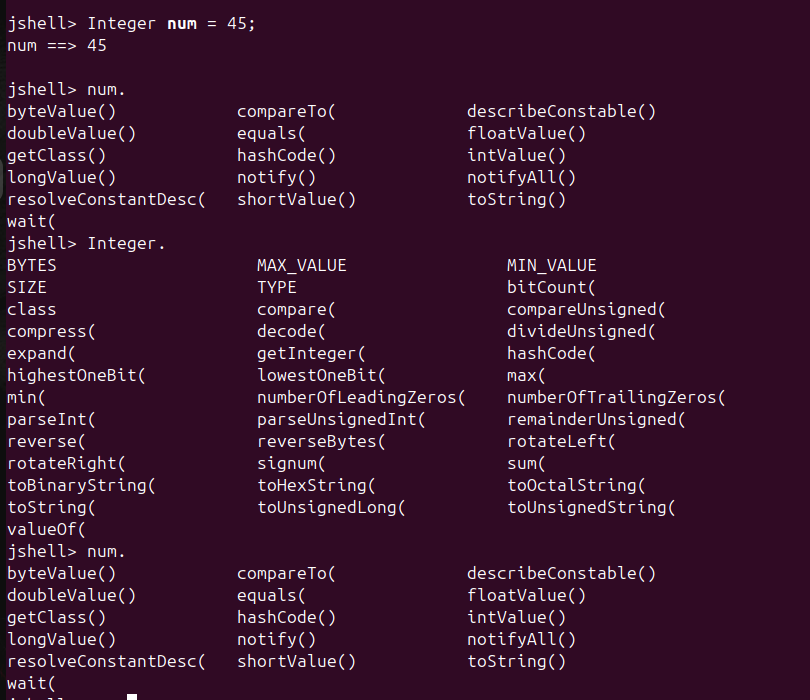 jshell> Integer num = 45;
num ==> 45
jshell> num.
byteValue() compareTo( describeConstable()
doubleValue() equals( floatValue()
getClass() hashCode() intValue()
longValue() notify() notifyAll()
resolveConstantDesc( shortValue() toString()
wait(
jshell> Integer.
BYTES MAX_VALUE MIN_VALUE
SIZE TYPE bitCount(
class compare( compareUnsigned(
compress( decode( divideUnsigned(
expand( getInteger( hashCode(
highestOneBit( lowestOneBit( max(
min( numberOfLeadingZeros( numberOfTrailingZeros(
parseInt( parseUnsignedInt( remainderUnsigned(
reverse( reverseBytes( rotateLeft(
rotateRight( signum( sum(
toBinaryString( toHexString( toOctalString(
toString( toUnsignedLong( toUnsignedString(
valueOf(
jshell> num.
byteValue() compareTo( describeConstable()
doubleValue() equals( floatValue()
getClass() hashCode() intValue()
longValue() notify() notifyAll()
resolveConstantDesc( shortValue() toString()
wait(